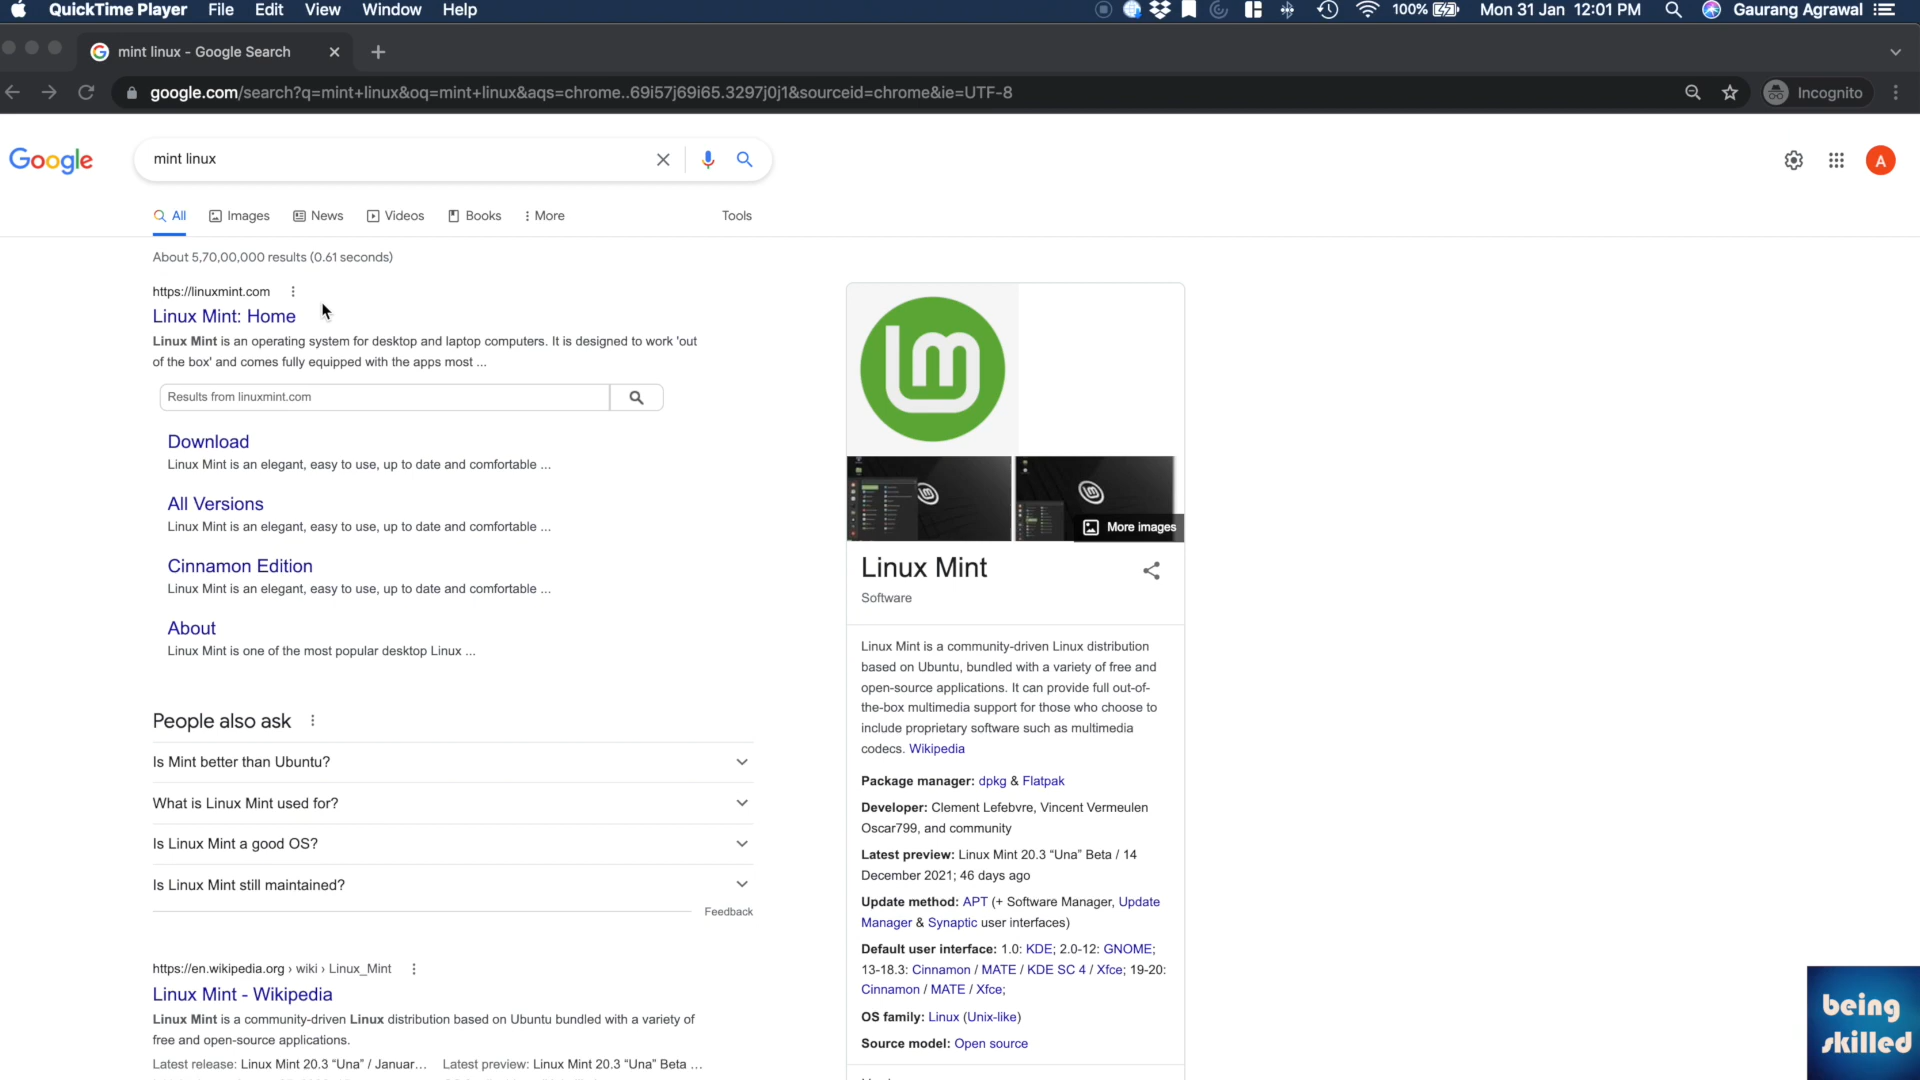 QuickTime Player File Edit View Window Help 100% Mon 31 Jan 12:01 PM Gaurang Agrawal
mint linux - Google Search
google.com/search?q=mint+linux&oq=mint+linux&aqs=chrome..69i57j69i65.3297j0j1&sourceid=chrome&ie=UTF-8 Incognito
Google mint linux A
All Images News Videos Books More Tools
About 5,70,00,000 results (0.61 seconds)
https://linuxmint.com
Linux Mint: Home
Linux Mint is an operating system for desktop and laptop computers. It is designed to work 'out
of the box' and comes fully equipped with the apps most ...
Results from linuxmint.com
Download
Linux Mint is an elegant, easy to use, up to date and comfortable ...
All Versions
Linux Mint is an elegant, easy to use, up to date and comfortable ...
Cinnamon Edition
Linux Mint is an elegant, easy to use, up to date and comfortable ...
About
Linux Mint is one of the most popular desktop Linux ...
People also ask
Is Mint better than Ubuntu?
What is Linux Mint used for?
Is Linux Mint a good OS?
Is Linux Mint still maintained?
Feedback
https://en.wikipedia.org › wiki › Linux_Mint
Linux Mint - Wikipedia
Linux Mint is a community-driven Linux distribution based on Ubuntu bundled with a variety of
free and open-source applications.
Latest release: Linux Mint 20.3 “Una” / Januar... Latest preview: Linux Mint 20.3 “Una” Beta ...
More images
Linux Mint
Software
Linux Mint is a community-driven Linux distribution
based on Ubuntu, bundled with a variety of free and
open-source applications. It can provide full out-of-
the-box multimedia support for those who choose to
include proprietary software such as multimedia
codecs. Wikipedia
Package manager: dpkg & Flatpak
Developer: Clement Lefebvre, Vincent Vermeulen
Oscar799, and community
Latest preview: Linux Mint 20.3 “Una” Beta / 14
December 2021; 46 days ago
Update method: APT (+ Software Manager, Update
Manager & Synaptic user interfaces)
Default user interface: 1.0: KDE; 2.0-12: GNOME;
13-18.3: Cinnamon / MATE / KDE SC 4 / Xfce; 19-20:
Cinnamon / MATE / Xfce;
OS family: Linux (Unix-like)
Source model: Open source
being
skilled